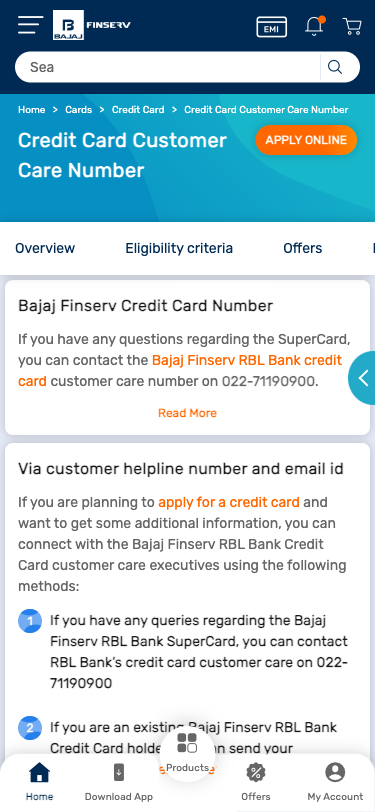 BAJAJ
FINSERV
EMI
Sea
Home > Cards > Credit Card > Credit Card Customer Care Number
Credit Card Customer
Care Number
APPLY ONLINE
Overview
Eligibility criteria
Offers
Bajaj Finserv Credit Card Number
If you have any questions regarding the SuperCard,
you can contact the Bajaj Finserv RBL Bank credit
card customer care number on 022-71190900.
Read More
Via customer helpline number and email id
If you are planning to apply for a credit card and
want to get some additional information, you can
connect with the Bajaj Finserv RBL Bank Credit
Card customer care executives using the following
methods:
1 If you have any queries regarding the Bajaj
Finserv RBL Bank SuperCard, you can contact
RBL Bank's credit card customer care on 022-
71190900
2 If you are an existing Bajaj Finserv RBL Bank
Credit Card send your
Home
Download App
Products
Offers
My Account